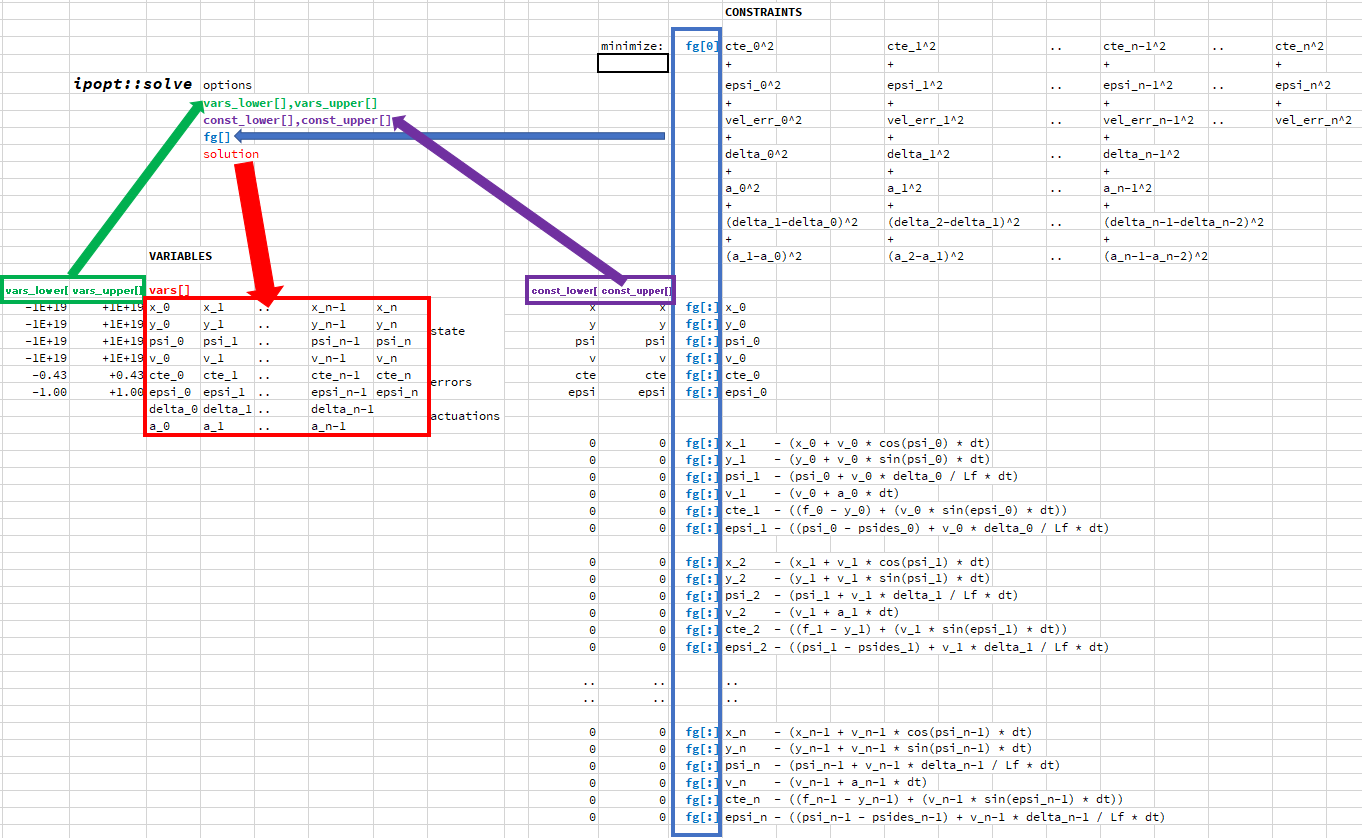 CONSTRAINTS
minimize: fg[0] cte_0^2 cte_1^2 .. cte_n-1^2 .. cte_n^2
+ + + +
ipopt::solve options epsi_0^2 epsi_1^2 .. epsi_n-1^2 .. epsi_n^2
vars_lower[],vars_upper[] + + + +
const_lower[],const_upper[] vel_err_0^2 vel_err_1^2 .. vel_err_n-1^2 .. vel_err_n^2
fg[] + + +
solution delta_0^2 delta_1^2 .. delta_n-1^2
+ + +
a_0^2 a_1^2 .. a_n-1^2
+ + +
(delta_1-delta_0)^2 (delta_2-delta_1)^2 .. (delta_n-1-delta_n-2)^2
+ + +
VARIABLES (a_1-a_0)^2 (a_2-a_1)^2 .. (a_n-1-a_n-2)^2
vars_lower[ vars_upper[] vars[] const_lower[ const_upper[]
-1E+19 +1E+19 x_0 x_1 .. x_n-1 x_n x x fg[:] x_0
-1E+19 +1E+19 y_0 y_1 .. y_n-1 y_n state y y fg[:] y_0
-1E+19 +1E+19 psi_0 psi_1 .. psi_n-1 psi_n psi psi fg[:] psi_0
-1E+19 +1E+19 v_0 v_1 .. v_n-1 v_n v v fg[:] v_0
-0.43 +0.43 cte_0 cte_1 .. cte_n-1 cte_n errors cte cte fg[:] cte_0
-1.00 +1.00 epsi_0 epsi_1 .. epsi_n-1 epsi_n epsi epsi fg[:] epsi_0
delta_0 delta_1 .. delta_n-1 actuations
a_0 a_1 .. a_n-1
0 0 fg[:] x_1 - (x_0 + v_0 * cos(psi_0) * dt)
0 0 fg[:] y_1 - (y_0 + v_0 * sin(psi_0) * dt)
0 0 fg[:] psi_1 - (psi_0 + v_0 * delta_0 / Lf * dt)
0 0 fg[:] v_1 - (v_0 + a_0 * dt)
0 0 fg[:] cte_1 - ((f_0 - y_0) + (v_0 * sin(epsi_0) * dt))
0 0 fg[:] epsi_1 - ((psi_0 - psides_0) + v_0 * delta_0 / Lf * dt)
0 0 fg[:] x_2 - (x_1 + v_1 * cos(psi_1) * dt)
0 0 fg[:] y_2 - (y_1 + v_1 * sin(psi_1) * dt)
0 0 fg[:] psi_2 - (psi_1 + v_1 * delta_1 / Lf * dt)
0 0 fg[:] v_2 - (v_1 + a_1 * dt)
0 0 fg[:] cte_2 - ((f_1 - y_1) + (v_1 * sin(epsi_1) * dt))
0 0 fg[:] epsi_2 - ((psi_1 - psides_1) + v_1 * delta_1 / Lf * dt)
.. .. ..
.. .. ..
0 0 fg[:] x_n - (x_n-1 + v_n-1 * cos(psi_n-1) * dt)
0 0 fg[:] y_n - (y_n-1 + v_n-1 * sin(psi_n-1) * dt)
0 0 fg[:] psi_n - (psi_n-1 + v_n-1 * delta_n-1 / Lf * dt)
0 0 fg[:] v_n - (v_n-1 + a_n-1 * dt)
0 0 fg[:] cte_n - ((f_n-1 - y_n-1) + (v_n-1 * sin(epsi_n-1) * dt))
0 0 fg[:] epsi_n - ((psi_n-1 - psides_n-1) + v_n-1 * delta_n-1 / Lf * dt)